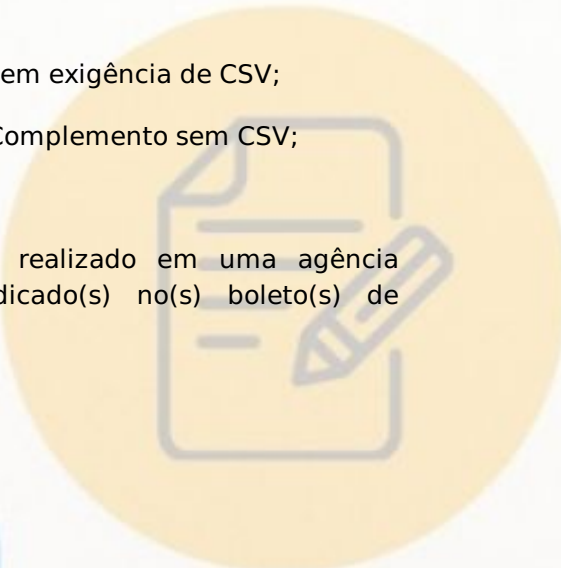 em exigência de CSV;
Complemento sem CSV;
realizado em uma agência
dicado(s) no(s) boleto(s) de